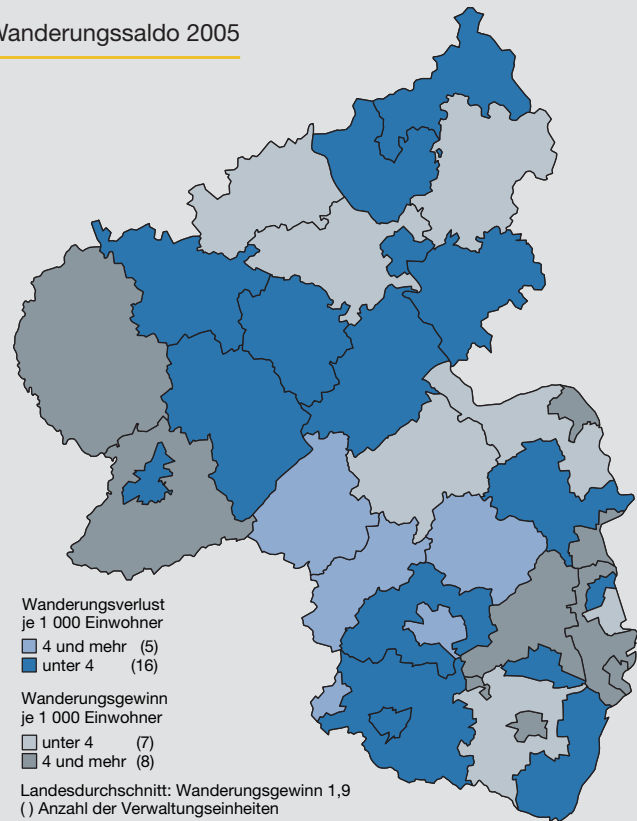 Wanderungssaldo 2005
Wanderungsverlust
je 1 000 Einwohner
4 und mehr (5)
unter 4 (16)
Wanderungsgewinn
je 1 000 Einwohner
unter 4 (7)
4 und mehr (8)
Landesdurchschnitt: Wanderungsgewinn 1,9
( ) Anzahl der Verwaltungseinheiten